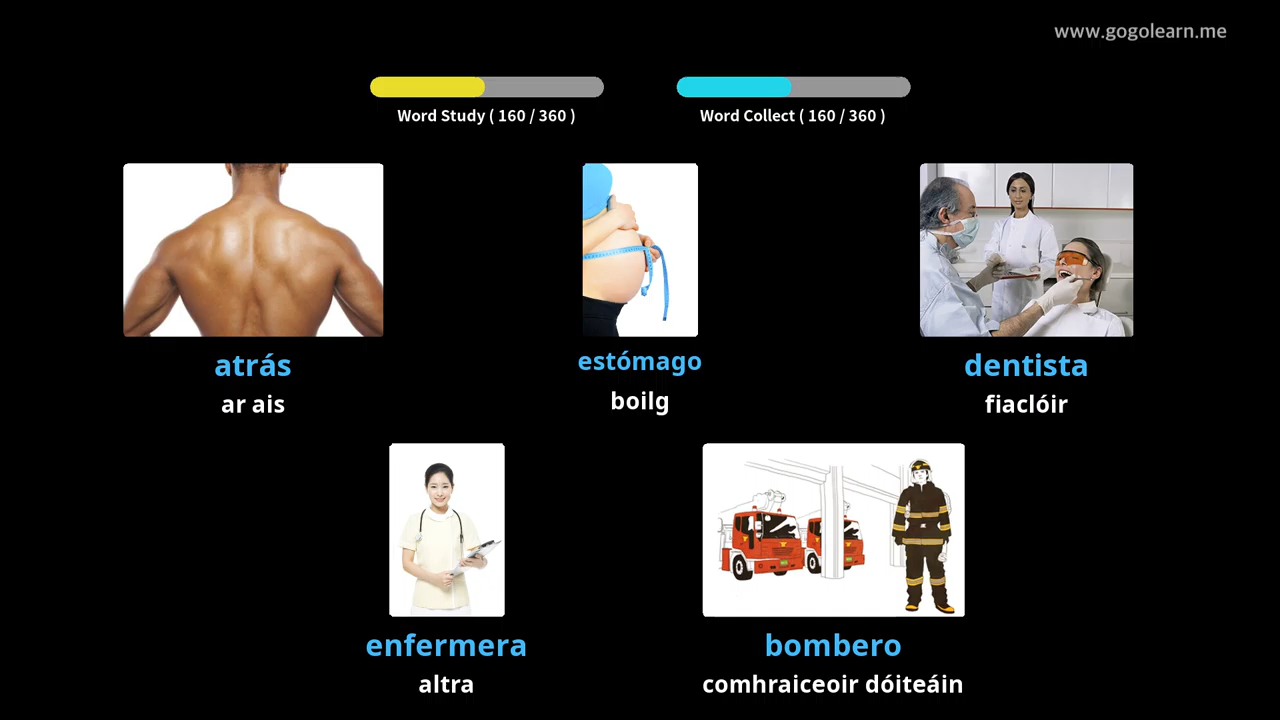 www.gogolearn.me
Word Study ( 160 / 360 )
Word Collect ( 160 / 360 )
atrás
ar ais
estómago
boilg
dentista
fiaclóir
enfermera
altra
bombero
comhraiceoir dóiteáin